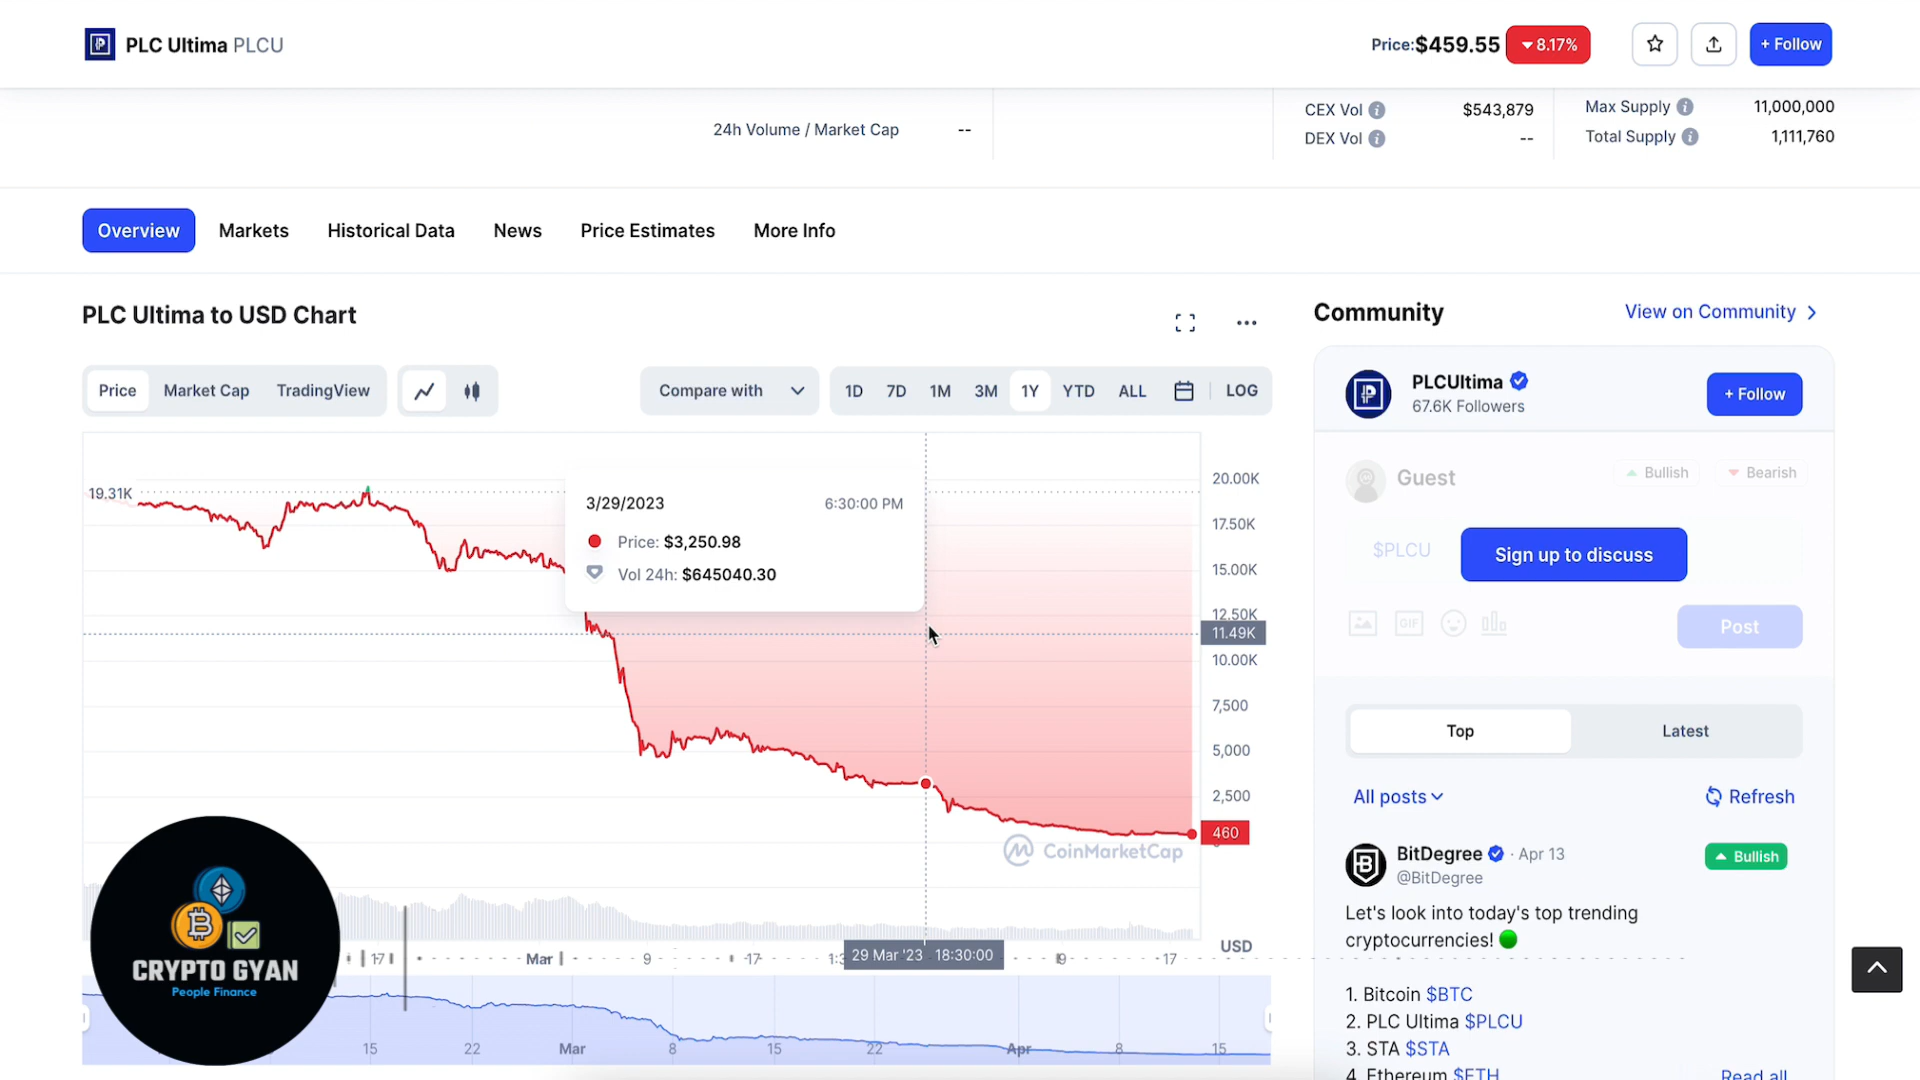 PLC Ultima PLCU
Price:$459.55 8.17%
+ Follow
24h Volume / Market Cap --
CEX Vol $543,879
DEX Vol --
Max Supply 11,000,000
Total Supply 1,111,760
Overview Markets Historical Data News Price Estimates More Info
PLC Ultima to USD Chart
Price Market Cap TradingView
Compare with
1D 7D 1M 3M 1Y YTD ALL LOG
19.31K
3/29/2023 6:30:00 PM
Price: $3,250.98
Vol 24h: $645040.30
20.00K
17.50K
15.00K
12.50K
11.49K
10.00K
7,500
5,000
2,500
460
CoinMarketCap
USD
17 Mar 9 17 29 Mar '23 18:30:00 9 17
15 22 Mar 8 15 22 Apr 8 15
CRYPTO GYAN
People Finance
Community
View on Community
PLCUltima
67.6K Followers
+ Follow
Guest
Bullish
Bearish
$PLCU
Sign up to discuss
GIF
Post
Top
Latest
All posts
Refresh
BitDegree · Apr 13
@BitDegree
Bullish
Let's look into today's top trending
cryptocurrencies!
1. Bitcoin $BTC
2. PLC Ultima $PLCU
3. STA $STA
4. Ethereum $ETH
Read all